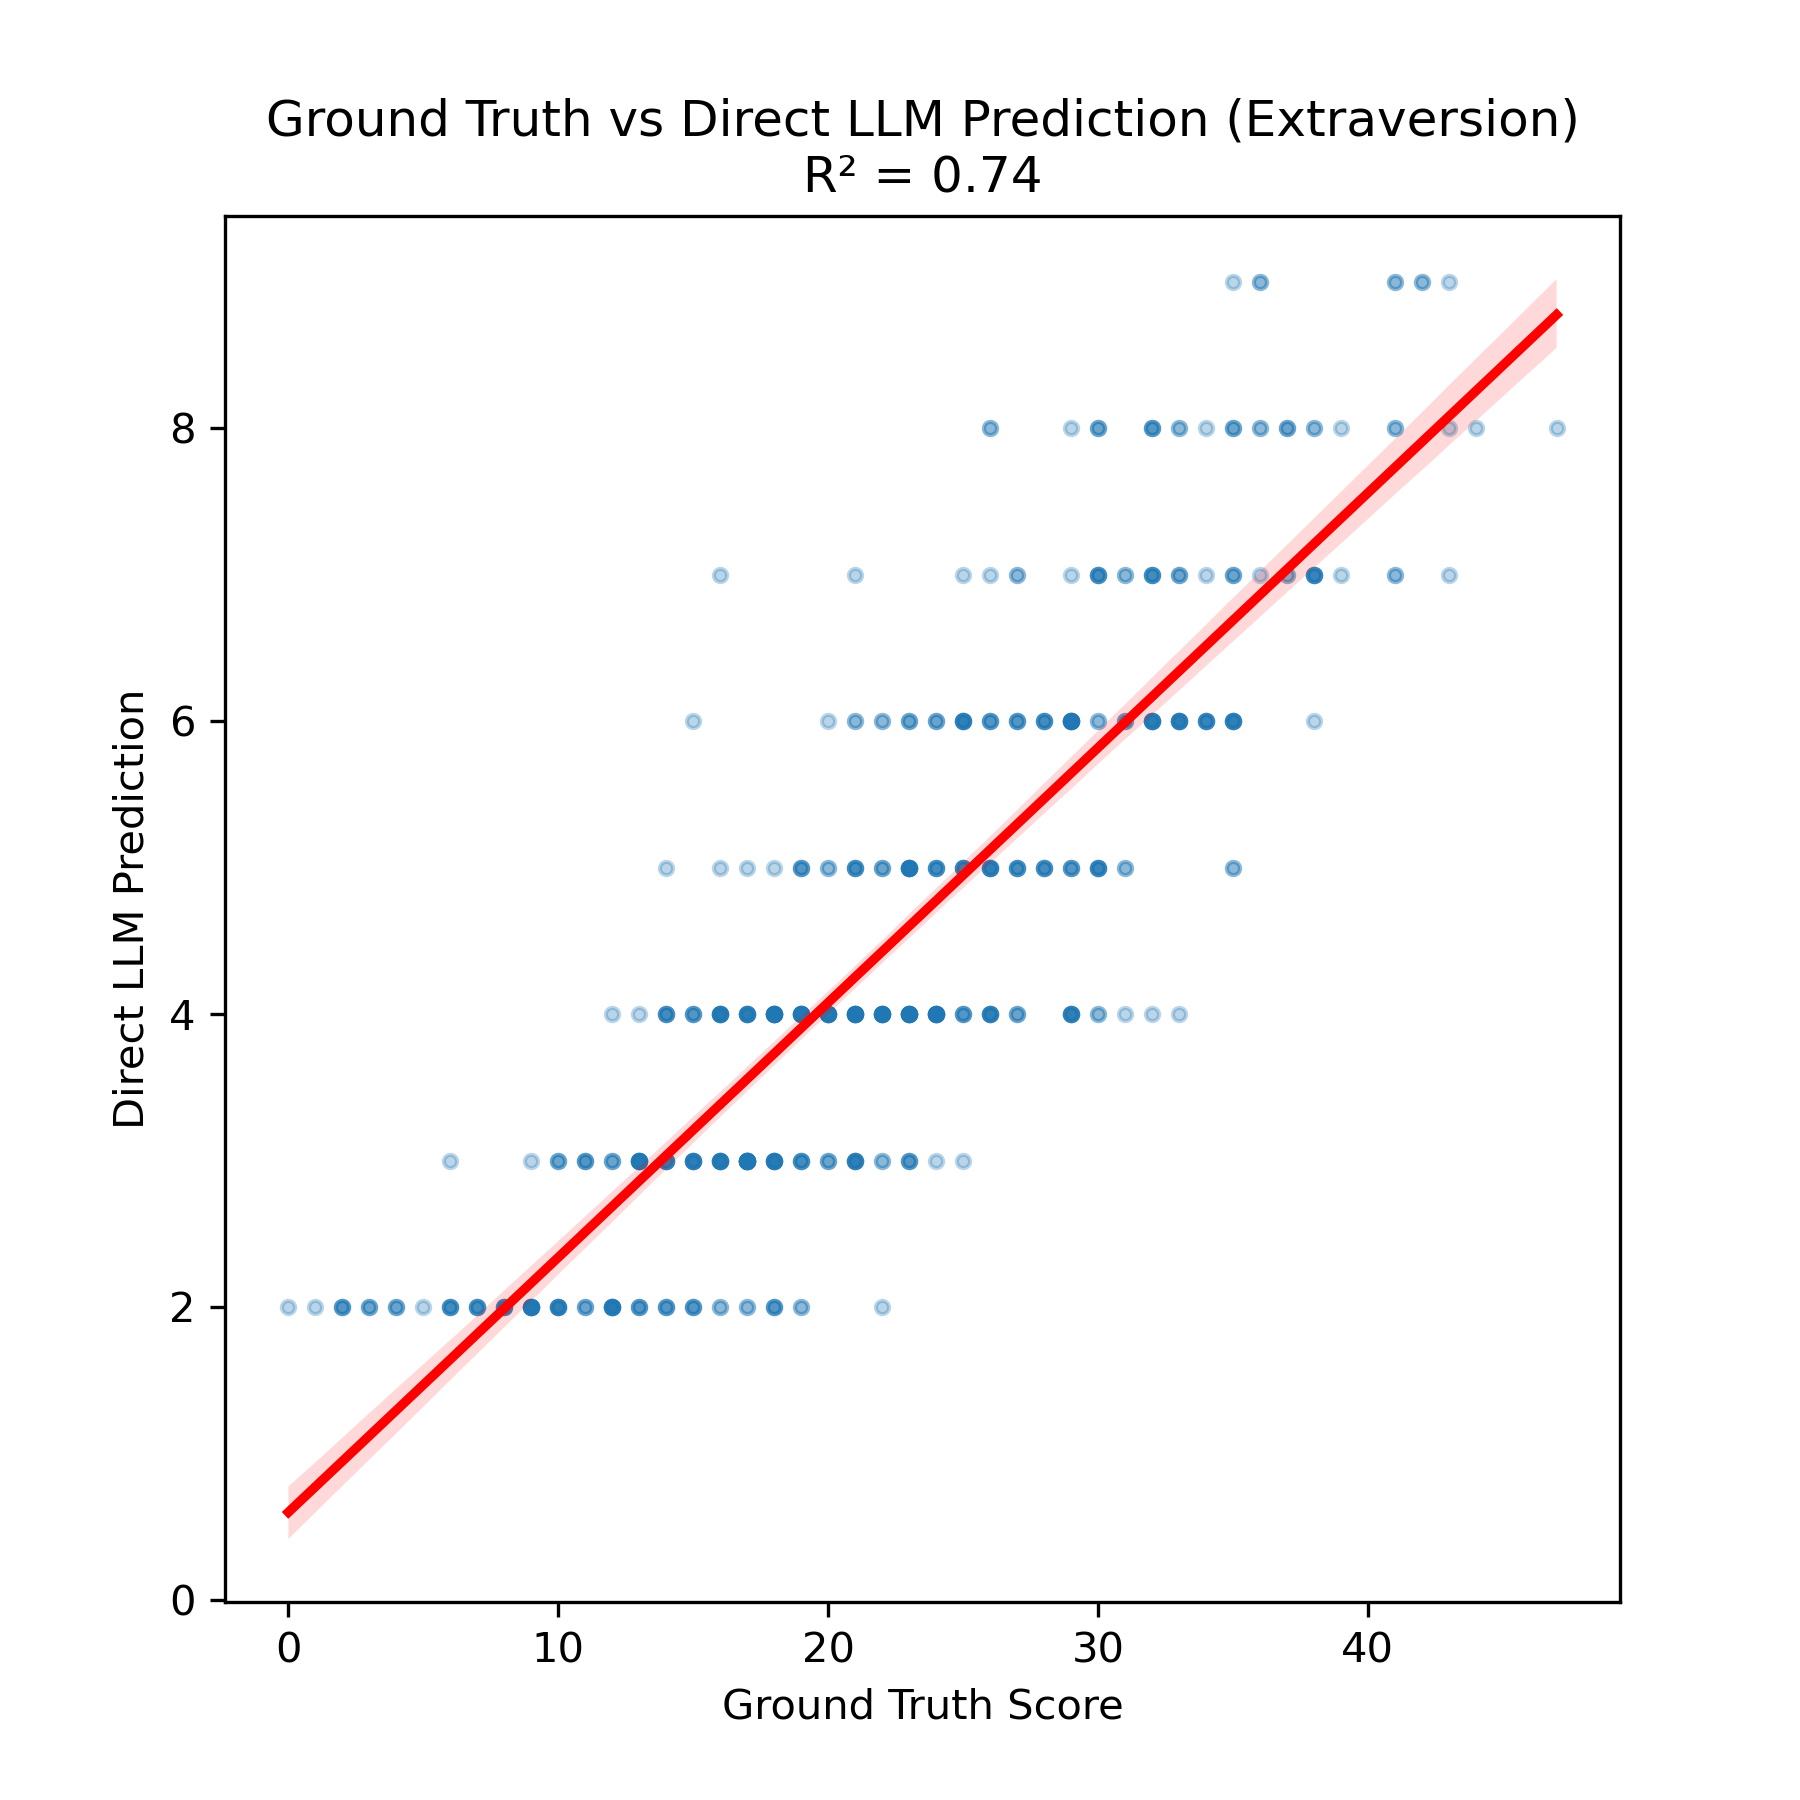 Ground Truth vs Direct LLM Prediction (Extraversion)
R² = 0.74
Direct LLM Prediction
8
6
4
2
0
0 10 20 30 40
Ground Truth Score